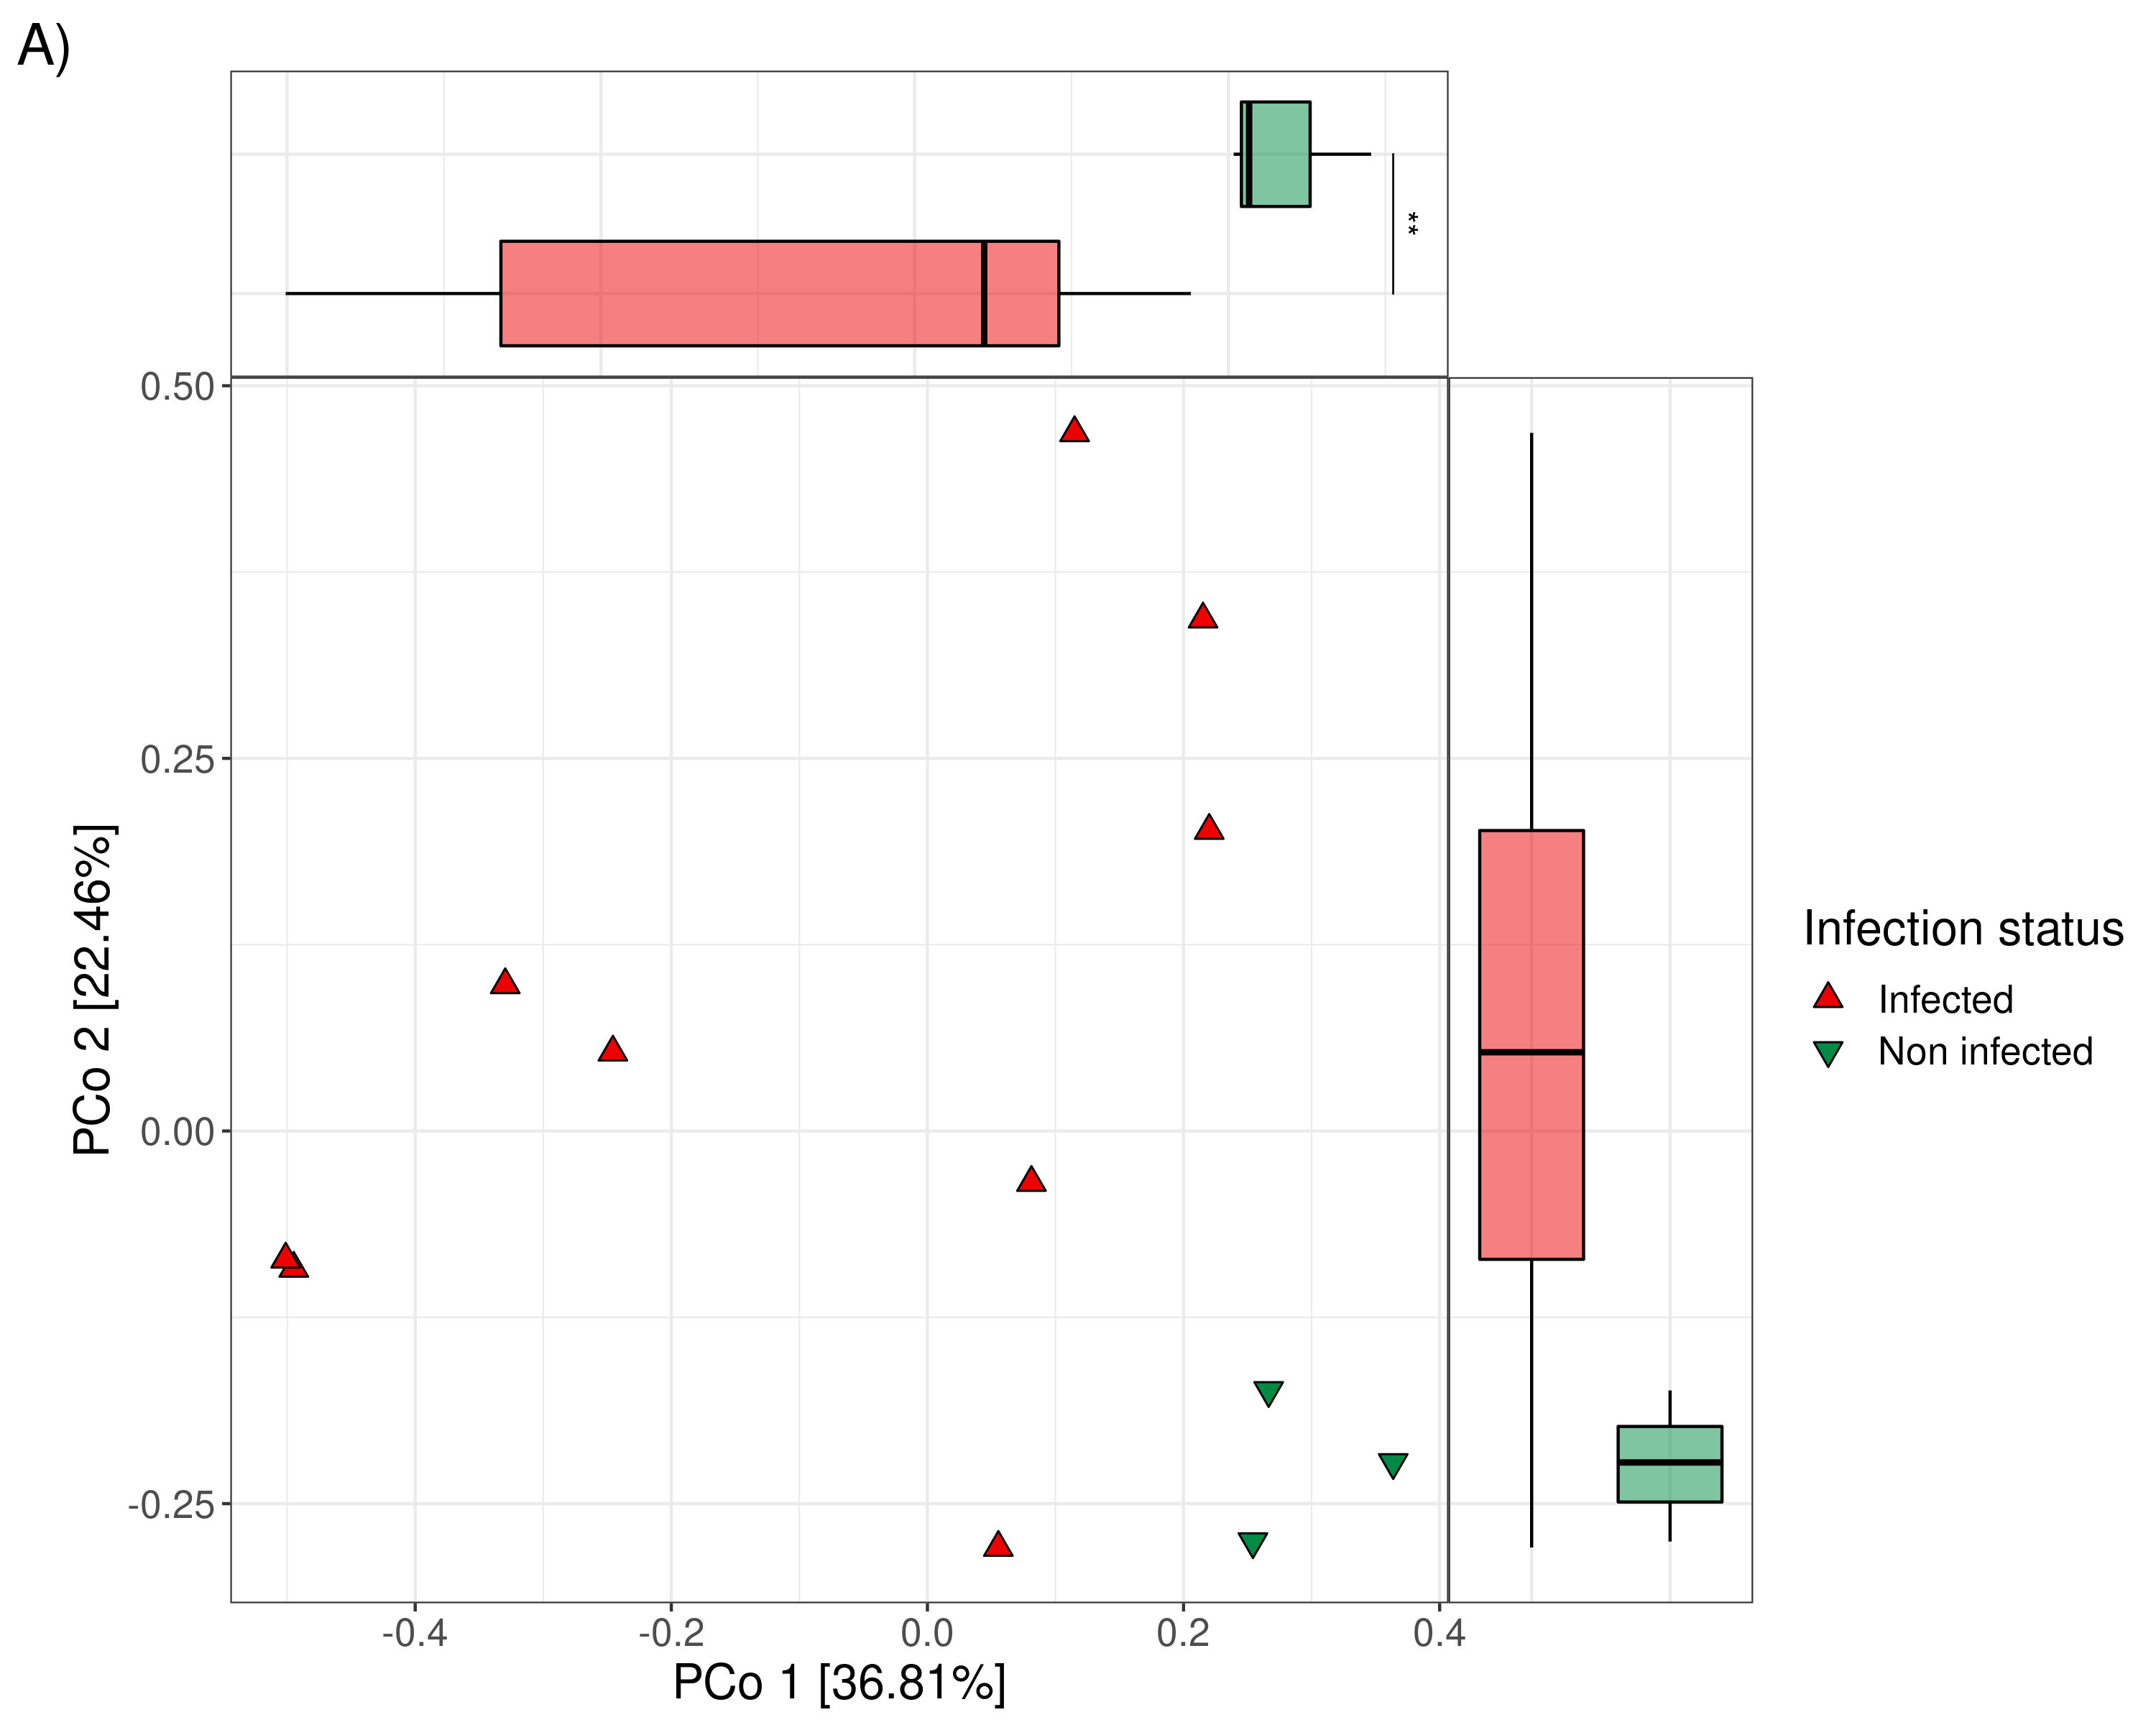 A)
**
0.50
0.25
0.00
-0.25
PCo 2 [22.46%]
-0.4
-0.2
0.0
0.2
0.4
PCo 1 [36.81%]
Infection status
Infected
Non infected